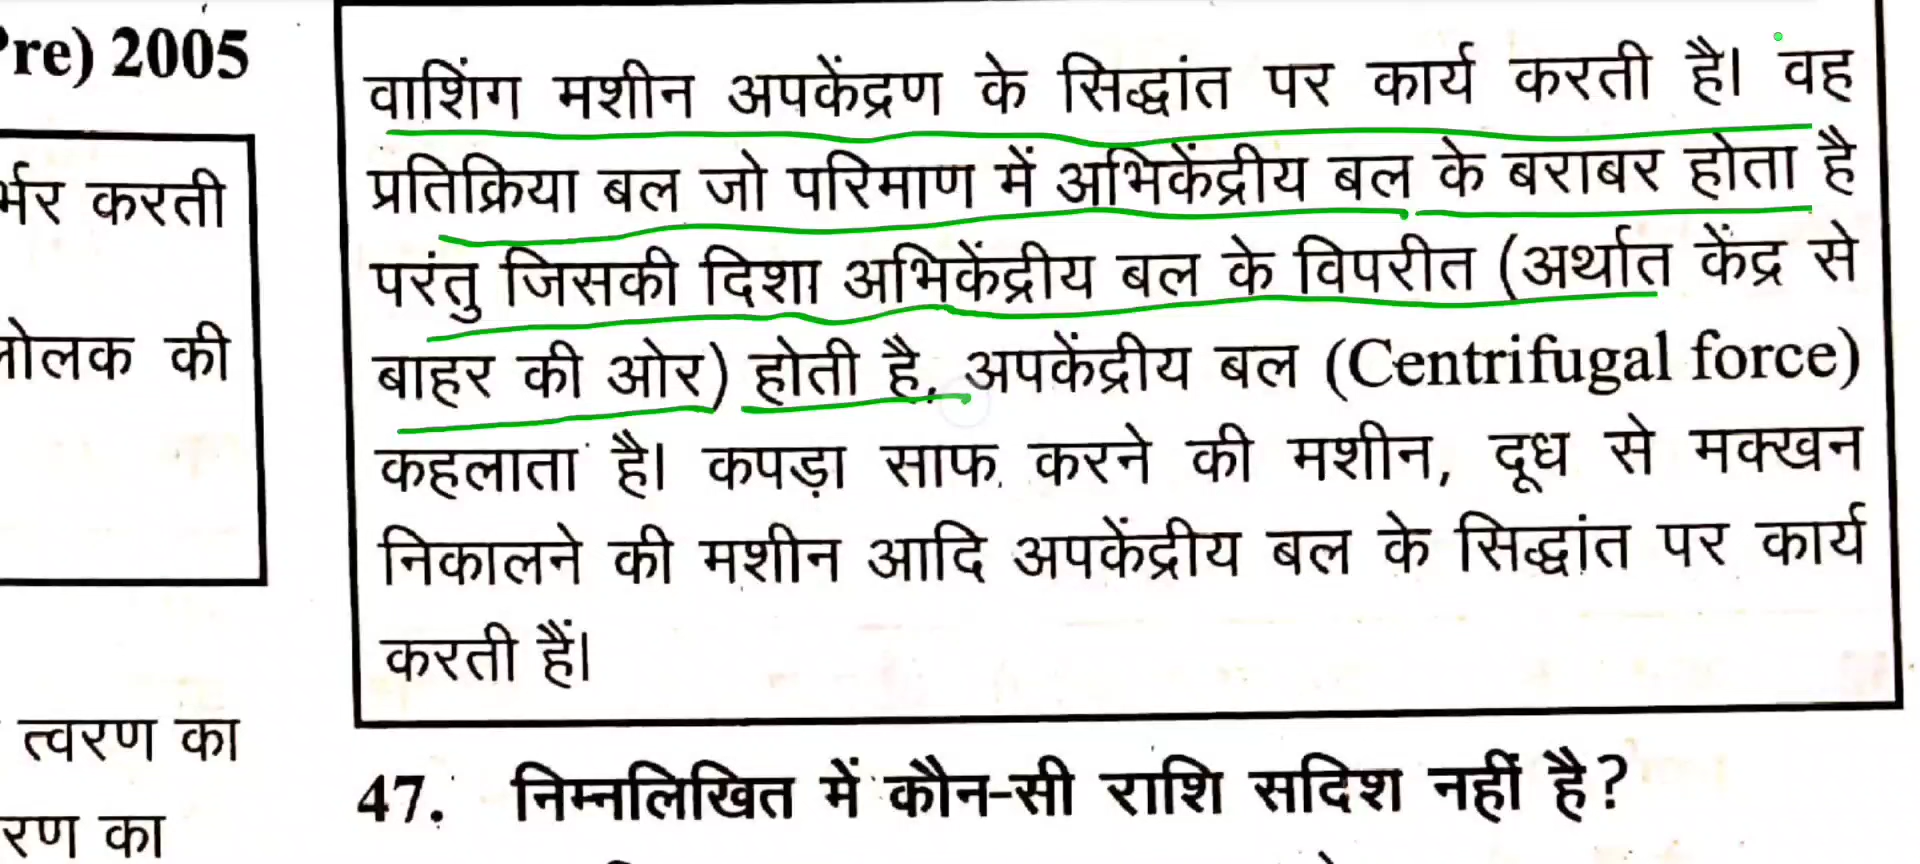 re) 2005
र्भर करती
लोलक की
त्वरण का
रण का
वाशिंग मशीन अपकेंद्रण के सिद्धांत पर कार्य करती है। वह
प्रतिक्रिया बल जो परिमाण में अभिकेंद्रीय बल के बराबर होता है
परंतु जिसकी दिशा अभिकेंद्रीय बल के विपरीत (अर्थात केंद्र से
बाहर की ओर) होती है, अपकेंद्रीय बल (Centrifugal force)
कहलाता है। कपड़ा साफ करने की मशीन, दूध से मक्खन
निकालने की मशीन आदि अपकेंद्रीय बल के सिद्धांत पर कार्य
करती हैं।
47. निम्नलिखित में कौन-सी राशि सदिश नहीं है?